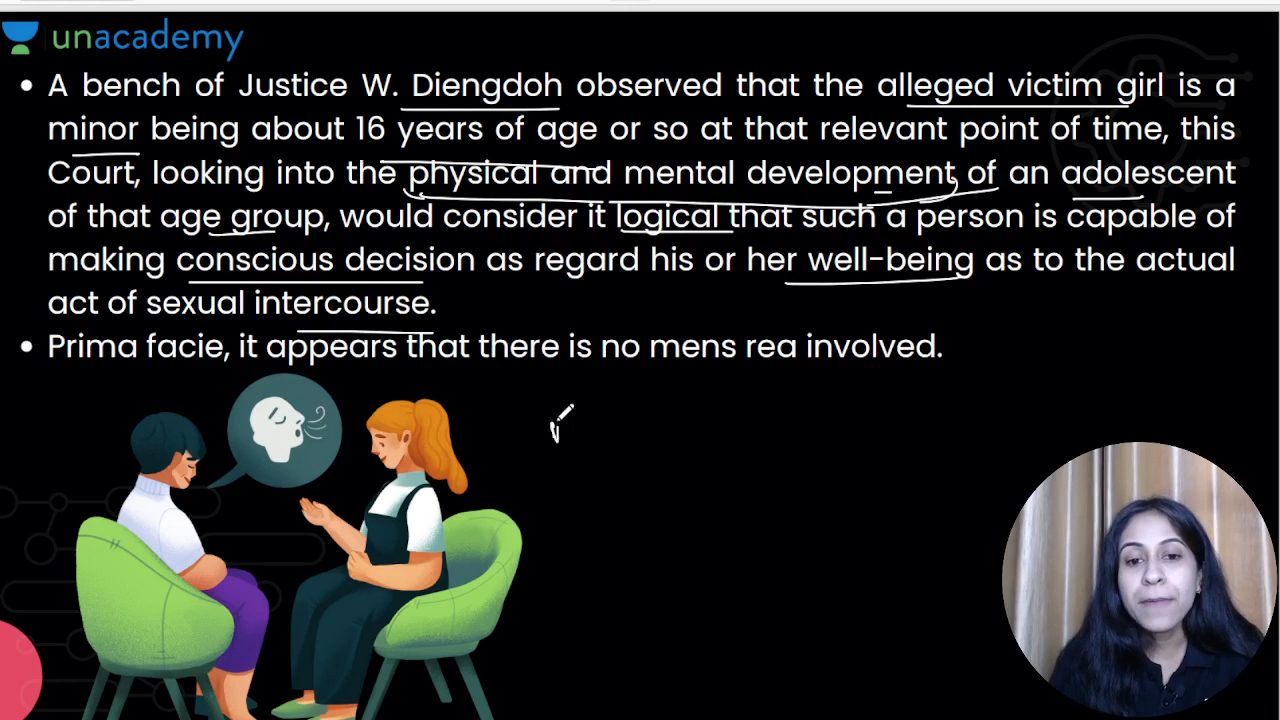 unacademy
• A bench of Justice W. Diengdoh observed that the alleged victim girl is a
minor being about 16 years of age or so at that relevant point of time, this
Court, looking into the physical and mental development of an adolescent
of that age group, would consider it logical that such a person is capable of
making conscious decision as regard his or her well-being as to the actual
act of sexual intercourse.
• Prima facie, it appears that there is no mens rea involved.